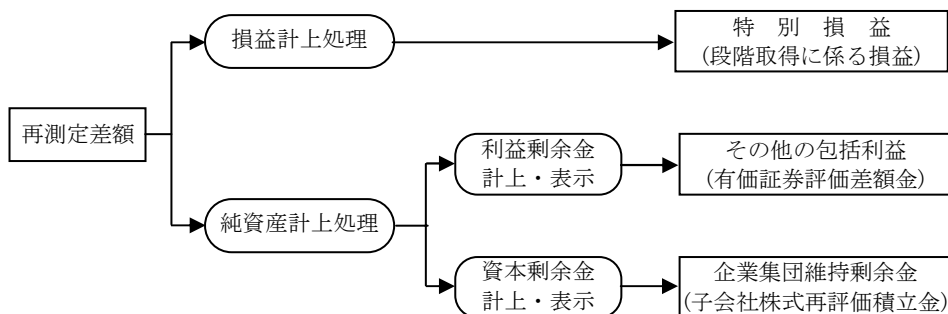 損益計上処理
特 別 損 益
(段階取得に係る損益)
再測定差額
利益剰余金
計上・表示
その他の包括利益
(有価証券評価差額金)
純資産計上処理
資本剰余金
計上・表示
企業集団維持剰余金
(子会社株式再評価積立金)